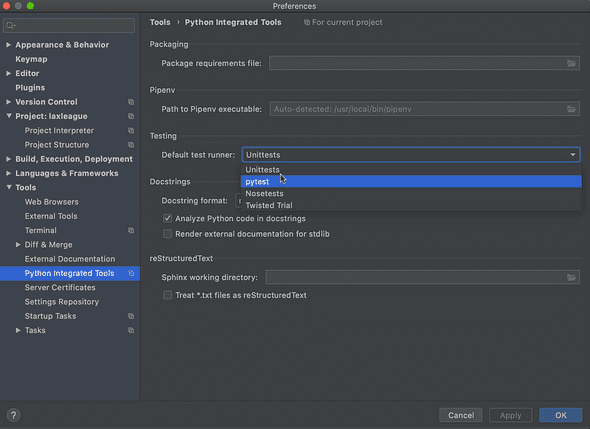 Preferences
Appearance & Behavior
Keymap
Editor
Plugins
Version Control
Project: laxleague
Project Interpreter
Project Structure
Build, Execution, Deployment
Languages & Frameworks
Tools
Web Browsers
External Tools
Terminal
Diff & Merge
External Documentation
Python Integrated Tools
Server Certificates
Settings Repository
Startup Tasks
Tasks
Tools › Python Integrated Tools For current project
Packaging
Package requirements file:
Pipenv
Path to Pipenv executable: Auto-detected: /usr/local/bin/pipenv
Testing
Default test runner: Unittests
Unittests
pytest
Nosetests
Twisted Trial
Docstrings
Docstring format:
Analyze Python code in docstrings
Render external documentation for stdlib
reStructuredText
Sphinx working directory:
Treat *.txt files as reStructuredText
? Cancel Apply OK